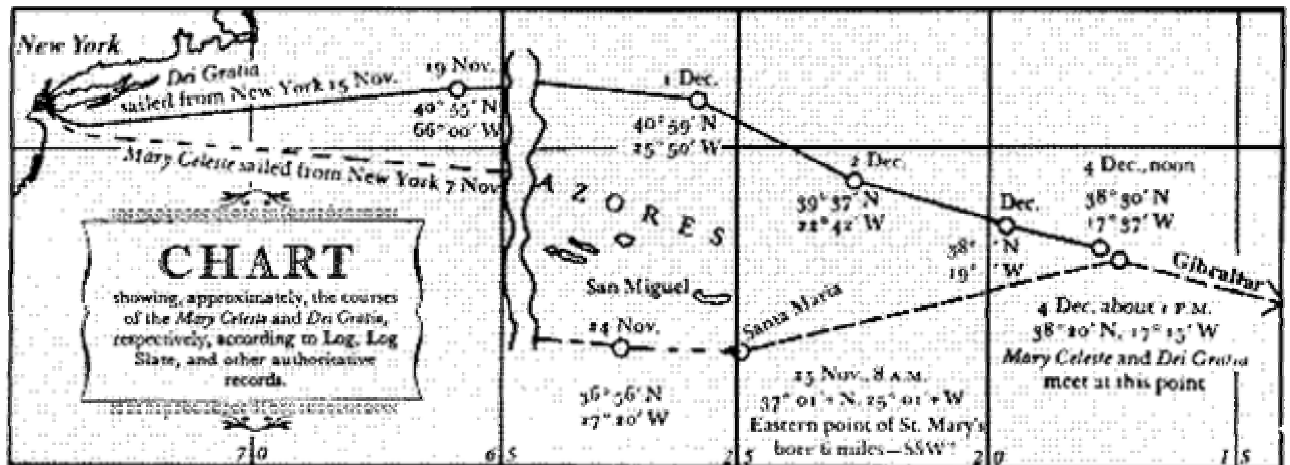 New York
Dei Gratia
sailed from New York 15 Nov.
Mary Celeste sailed from New York 7 Nov.
19 Nov.
40° 55' N
66° 00' W
CHART
showing, approximately, the courses
of the Mary Celeste and Dei Gratia,
respectively, according to Log, Log
Slate, and other authoritative
records.
AZORES
San Miguel
Santa Maria
24 Nov.
36° 56' N
27° 20' W
1 Dec.
40° 59' N
25° 50' W
2 Dec.
39° 37' N
22° 42' W
Dec.
38° ' N
19° ' W
4 Dec., noon
38° 30' N
17° 37' W
Gibraltar
4 Dec. about 1 P.M.
38° 20' N, 17° 15' W
Mary Celeste and Dei Gratia
meet at this point
25 Nov., 8 A.M.
37° 01' N, 25° 01' W
Eastern point of St. Mary's
bore 6 miles—SSW
70
65
25
20
15